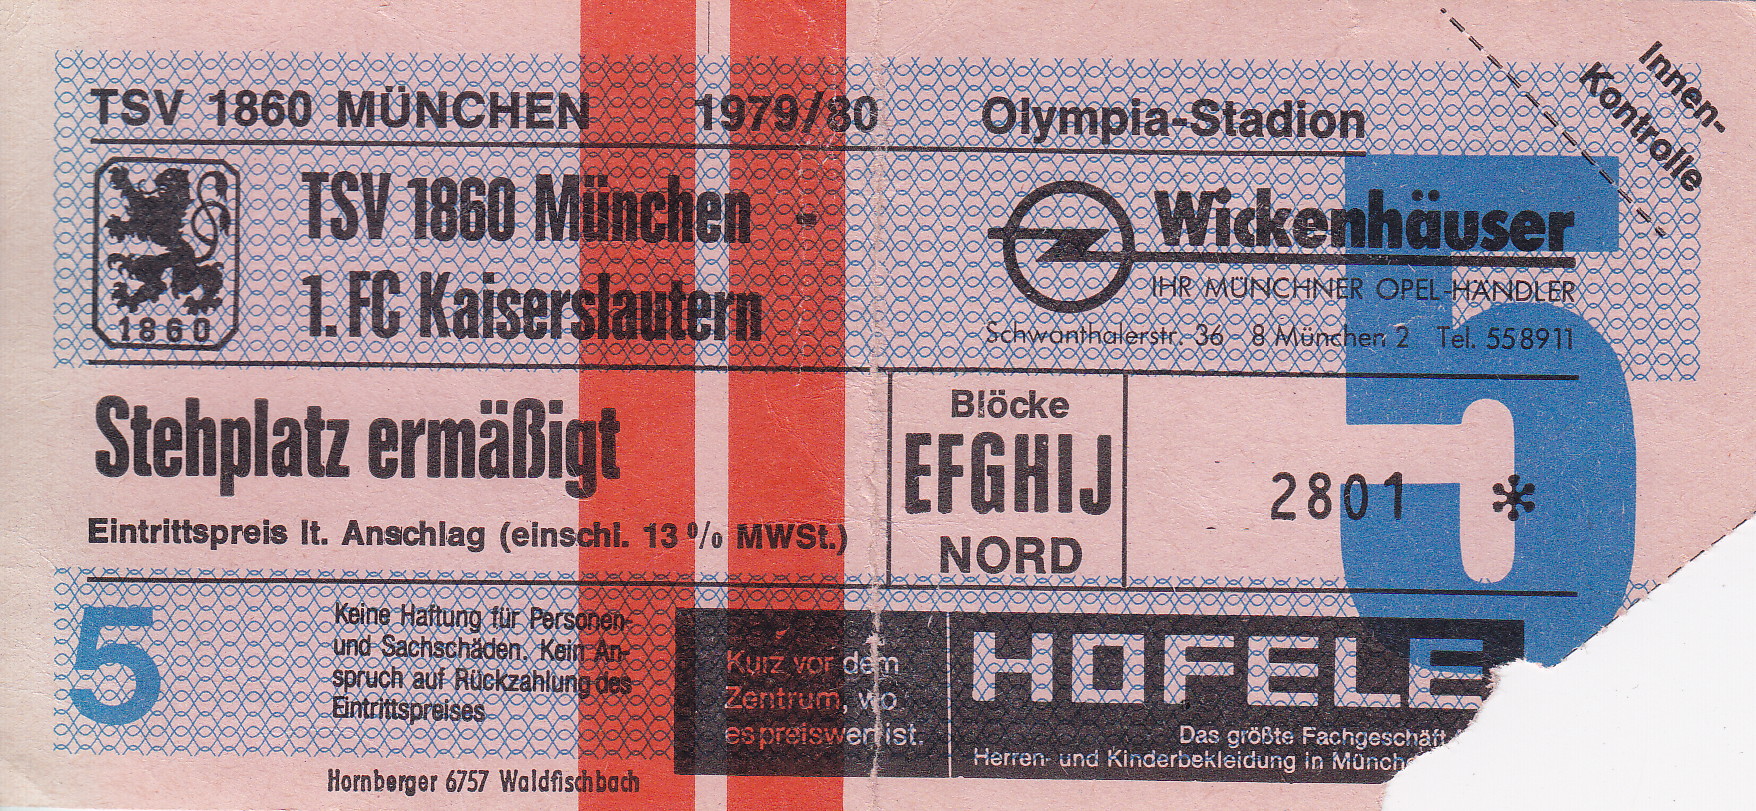 TSV 1860 MÜNCHEN 1979/80 Olympia-Stadion
Innen-
Kontrolle
1860
TSV 1860 München -
1. FC Kaiserslautern
Wickenhäuser
IHR MÜNCHNER OPEL-HÄNDLER
Schwanthalerstr. 36 8 München 2 Tel. 558911
5
Stehplatz ermäßigt
Eintrittspreis lt. Anschlag (einschl. 13 % MWSt.)
Blöcke
EFGHIJ
NORD
2801 *
5
Keine Haftung für Personen-
und Sachschäden. Kein An-
spruch auf Rückzahlung des
Eintrittspreises
Kurz vor dem
Zentrum, wo
es preiswert ist.
HOFELE
Das größte Fachgeschäft
Herren- und Kinderbekleidung in
Hornberger 6757 Waldfischbach